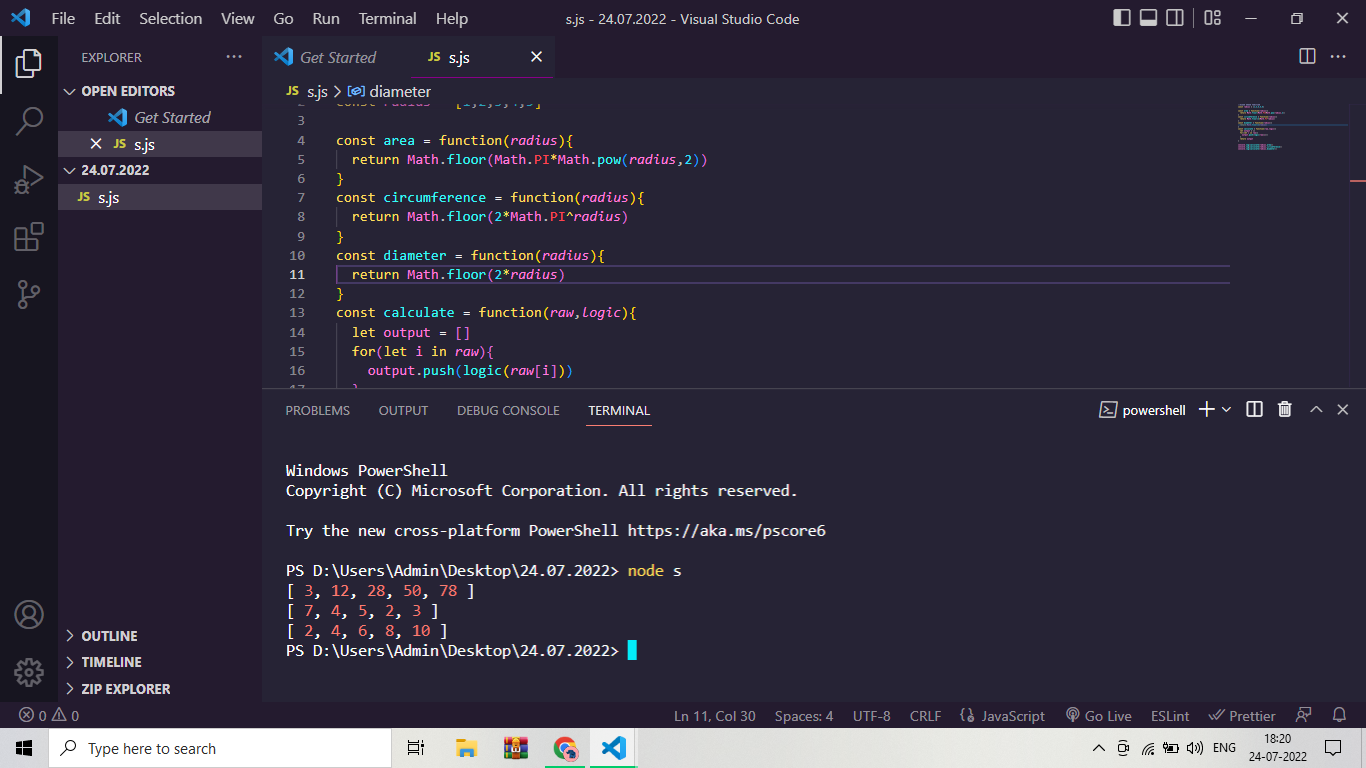 File Edit Selection View Go Run Terminal Help s.js - 24.07.2022 - Visual Studio Code
EXPLORER
OPEN EDITORS
Get Started
JS s.js
24.07.2022
JS s.js
OUTLINE
TIMELINE
ZIP EXPLORER
Get Started JS s.js
JS s.js > diameter
2 const radius = [1,2,3,4,5]
3
4 const area = function(radius){
5 return Math.floor(Math.PI*Math.pow(radius,2))
6 }
7 const circumference = function(radius){
8 return Math.floor(2*Math.PI^radius)
9 }
10 const diameter = function(radius){
11 return Math.floor(2*radius)
12 }
13 const calculate = function(raw,logic){
14 let output = []
15 for(let i in raw){
16 output.push(logic(raw[i]))
17 }
PROBLEMS OUTPUT DEBUG CONSOLE TERMINAL powershell
Windows PowerShell
Copyright (C) Microsoft Corporation. All rights reserved.
Try the new cross-platform PowerShell https://aka.ms/pscore6
PS D:\Users\Admin\Desktop\24.07.2022> node s
[ 3, 12, 28, 50, 78 ]
[ 7, 4, 5, 2, 3 ]
[ 2, 4, 6, 8, 10 ]
PS D:\Users\Admin\Desktop\24.07.2022>
0 0 Ln 11, Col 30 Spaces: 4 UTF-8 CRLF {} JavaScript Go Live ESLint Prettier
Type here to search ENG 18:20
24-07-2022